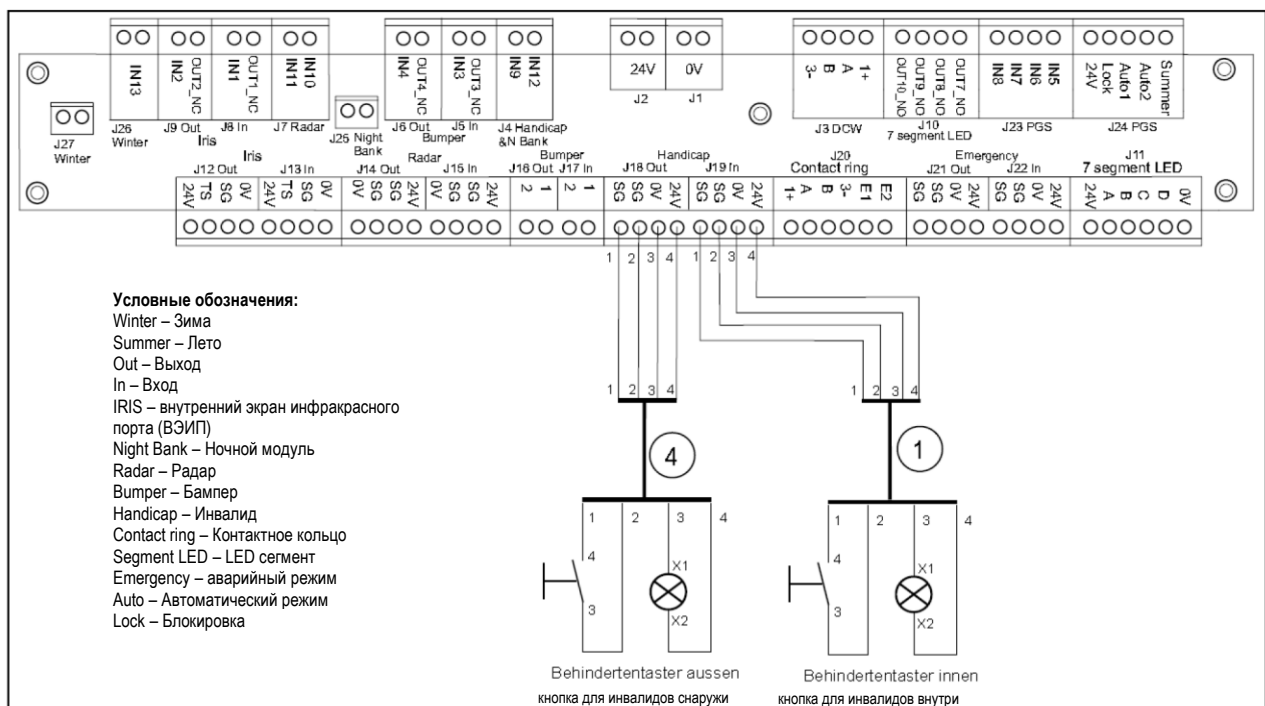 IN13
IN2
OUT2_NC
IN1
OUT1_NC
IN11
IN10
IN4
OUT4_NC
IN3
OUT3_NC
IN9
IN12
24V
0V
3-
B
A
1+
OUT10_NO
OUT9_NO
OUT8_NO
OUT7_NO
IN8
IN7
IN6
IN5
24V
Lock
Auto1
Auto2
Summer
J27
Winter
J26
Winter
J9 Out
J8 In
Iris
J7 Radar
J25 Night
Bank
J6 Out
J5 In
Bumper
J4 Handicap
&N Bank
J2
J1
J3 DCW
J10
7 segment LED
J23 PGS
J24 PGS
Iris
Radar
Bumper
Handicap
J20
Contact ring
Emergency
J11
7 segment LED
J12 Out
J13 In
J14 Out
J15 In
J16 Out
J17 In
J18 Out
J19 In
J21 Out
J22 In
24V
TS
SG
0V
24V
TS
SG
0V
0V
SG
SG
24V
0V
SG
SG
24V
2
1
2
1
SG
SG
0V
24V
SG
SG
0V
24V
1+
A
B
3-
E1
E2
SG
SG
0V
24V
SG
SG
0V
24V
24V
A
B
C
D
0V
1 2 3 4 1 2 3 4
Условные обозначения:
Winter – Зима
Summer – Лето
Out – Выход
In – Вход
IRIS – внутренний экран инфракрасного
порта (ВЭИП)
Night Bank – Ночной модуль
Radar – Радар
Bumper – Бампер
Handicap – Инвалид
Contact ring – Контактное кольцо
Segment LED – LED сегмент
Emergency – аварийный режим
Auto – Автоматический режим
Lock – Блокировка
1 2 3 4
4
1 2 3 4
4
3
X1
X2
Behindertentaster aussen
кнопка для инвалидов снаружи
1 2 3 4
1
1 2 3 4
4
3
X1
X2
Behindertentaster innen
кнопка для инвалидов внутри